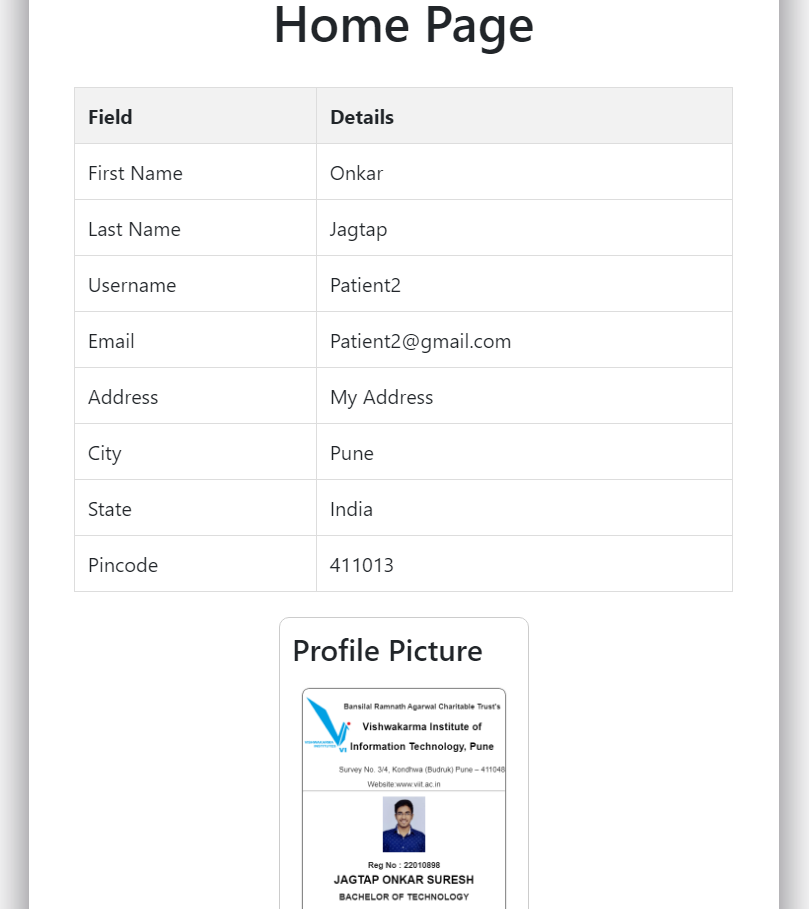 Home Page
Field Details
First Name Onkar
Last Name Jagtap
Username Patient2
Email Patient2@gmail.com
Address My Address
City Pune
State India
Pincode 411013
Profile Picture
Bansilal Ramnath Agarwal Charitable Trust's
Vishwakarma Institute of
Information Technology, Pune
VISHWAKARMA
INSTITUTES
VI
Survey No. 3/4, Kondhwa (Budruk) Pune – 411048
Website:www.viit.ac.in
Reg No : 22010898
JAGTAP ONKAR SURESH
BACHELOR OF TECHNOLOGY